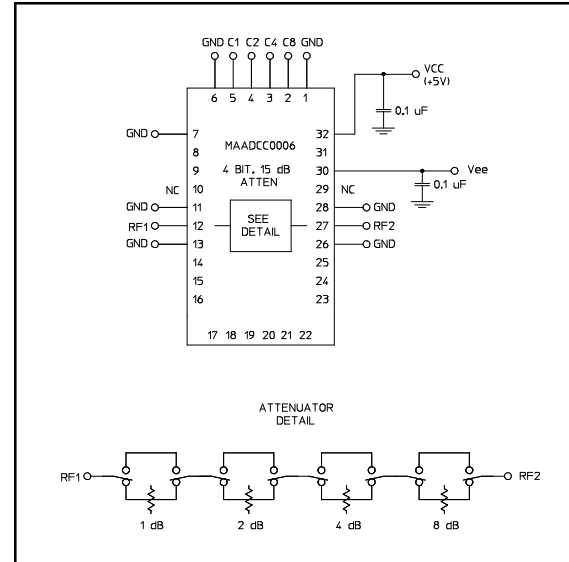 GND C1 C2 C4 C8 GND
6 5 4 3 2 1
VCC
(+5V)
0.1 uF
GND 7
32
MAADCC0006
8
31
4 BIT, 15 dB
ATTEN
9
30
Vee
0.1 uF
NC 10
29 NC
GND 11
28 GND
SEE
DETAIL
RF1 12
27 RF2
GND 13
26 GND
14
25
15
24
16
23
17 18 19 20 21 22
ATTENUATOR
DETAIL
RF1
RF2
1 dB 2 dB 4 dB 8 dB